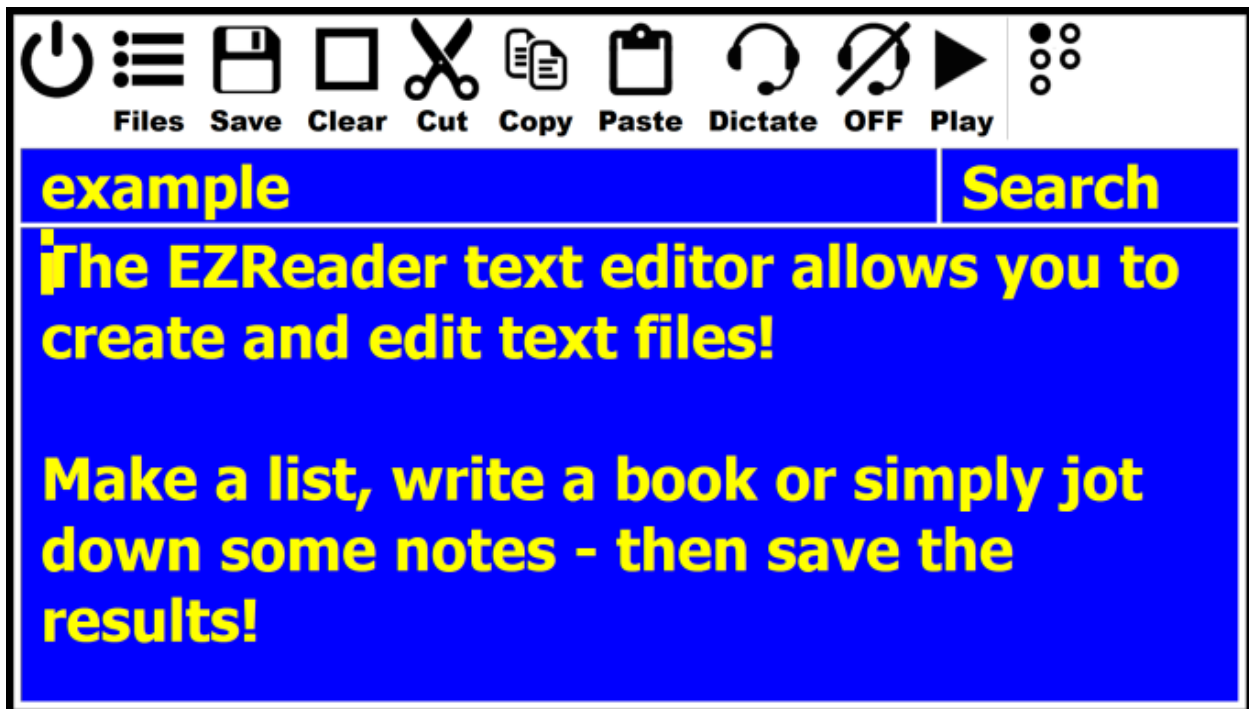 Files Save Clear Cut Copy Paste Dictate OFF Play
example Search
The EZReader text editor allows you to
create and edit text files!
Make a list, write a book or simply jot
down some notes - then save the
results!